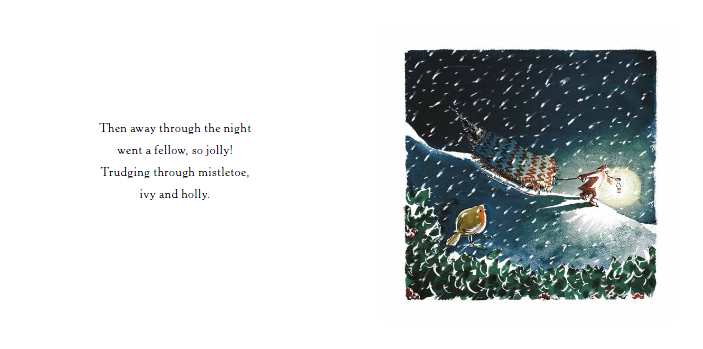 Then away through the night
went a fellow, so jolly!
Trudging through mistletoe,
ivy and holly.